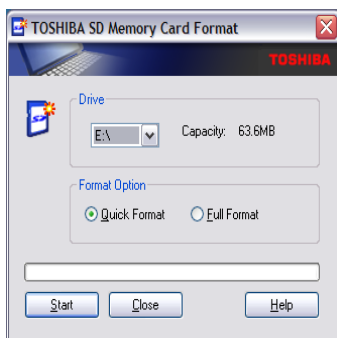 TOSHIBA SD Memory Card Format
TOSHIBA
Drive
SD
E:\ Capacity: 63.6MB
Format Option
Quick Format Full Format
Start Close Help